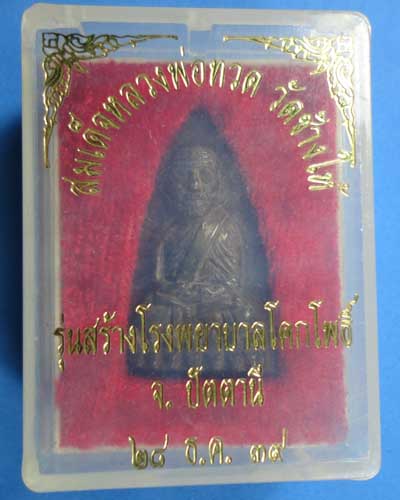 สมเด็จหลวงพ่อทวด วัดช้างให้
รุ่นสร้างโรงพยาบาลโคกโพธิ์
จ. ปัตตานี
๒๘ ธ.ค. ๓๙